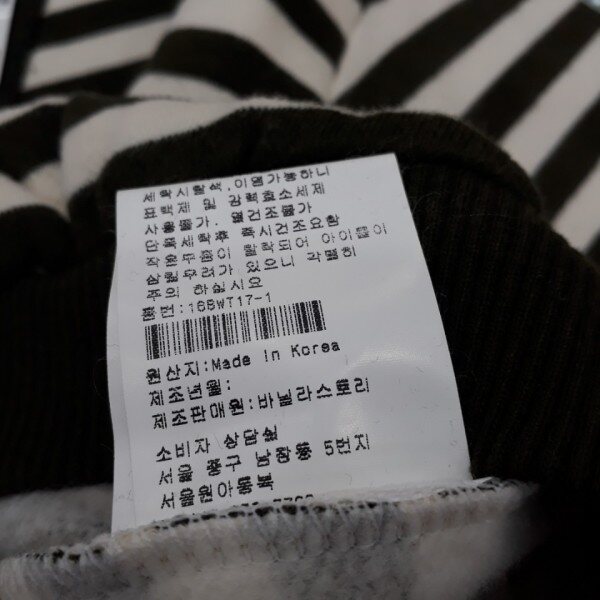 세탁시탈색.이염가능하니
표백제 및 강력효소세제
사용불가. 열건조불가
단독세탁후 즉시건조요함
작은부품이 탈락되어 아이들이
삼킬우려가 있으니 각별히
주의 하십시요
품번:16BWT17-1
원산지:Made in Korea
제조년월:
제조판매원:바닐라스토리
소비자 상담실
서울 중구 남창동 5번지
서울원아동복